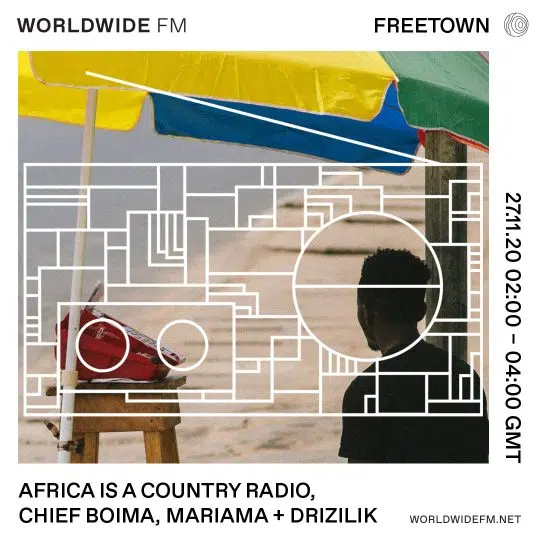 WORLDWIDE FM
FREETOWN
27.11.20 02:00 – 04:00 GMT
AFRICA IS A COUNTRY RADIO,
CHIEF BOIMA, MARIAMA + DRIZILIK
WORLDWIDEFM.NET